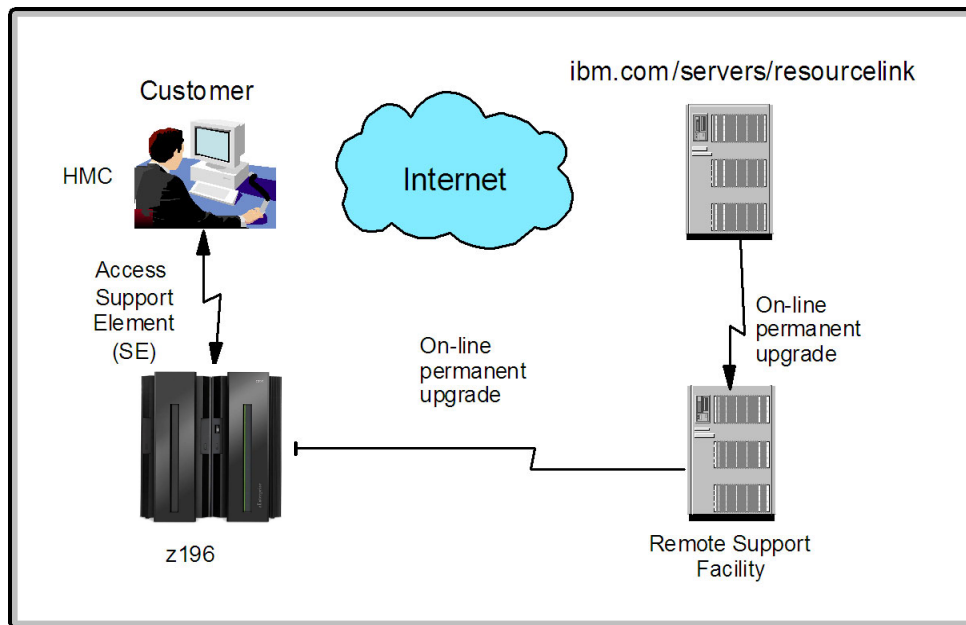 ibm.com/servers/resourcelink
Customer
HMC
Internet
Access
Support
Element
(SE)
On-line
permanent
upgrade
On-line
permanent
upgrade
z196
Remote Support
Facility